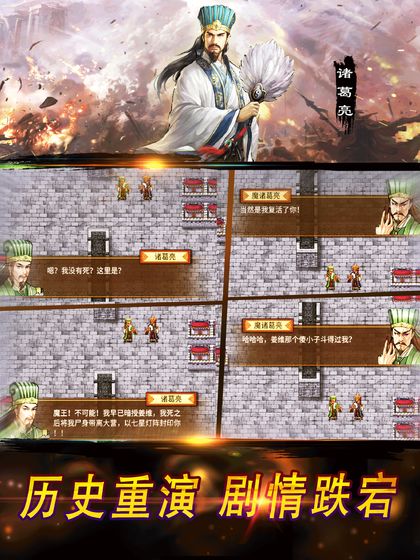 诸葛亮
诸葛亮
嗯?我没有死?这里是?
魔诸葛亮
当然是我复活了你!
诸葛亮
魔王!不可能!我早已暗授姜维,我死之
后将我尸身带离大营,以七星灯阵封印你
!!
魔诸葛亮
哈哈哈,姜维那个傻小子斗得过我!
历史重演 剧情跌宕